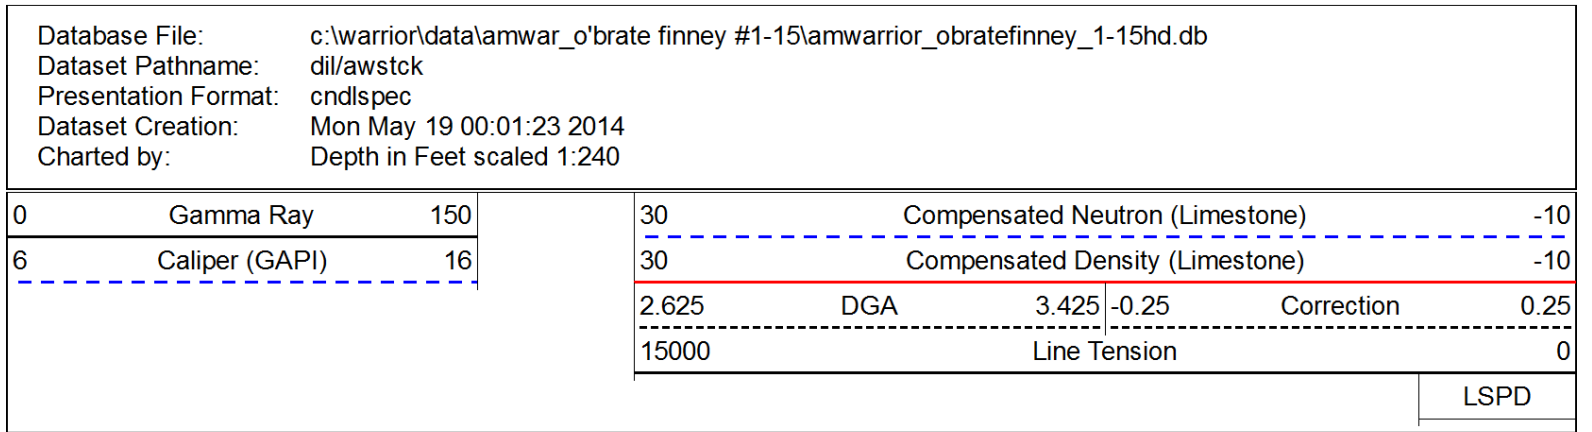 Database File: c:\warrior\data\amwar_o'brate finney #1-15\amwarrior_obratefinney_1-15hd.db
Dataset Pathname: dil/awstck
Presentation Format: cndlspec
Dataset Creation: Mon May 19 00:01:23 2014
Charted by: Depth in Feet scaled 1:240
0 Gamma Ray 150 30 Compensated Neutron (Limestone) -10
6 Caliper (GAPI) 16 30 Compensated Density (Limestone) -10
2.625 DGA 3.425 -0.25 Correction 0.25
15000 Line Tension 0
LSPD